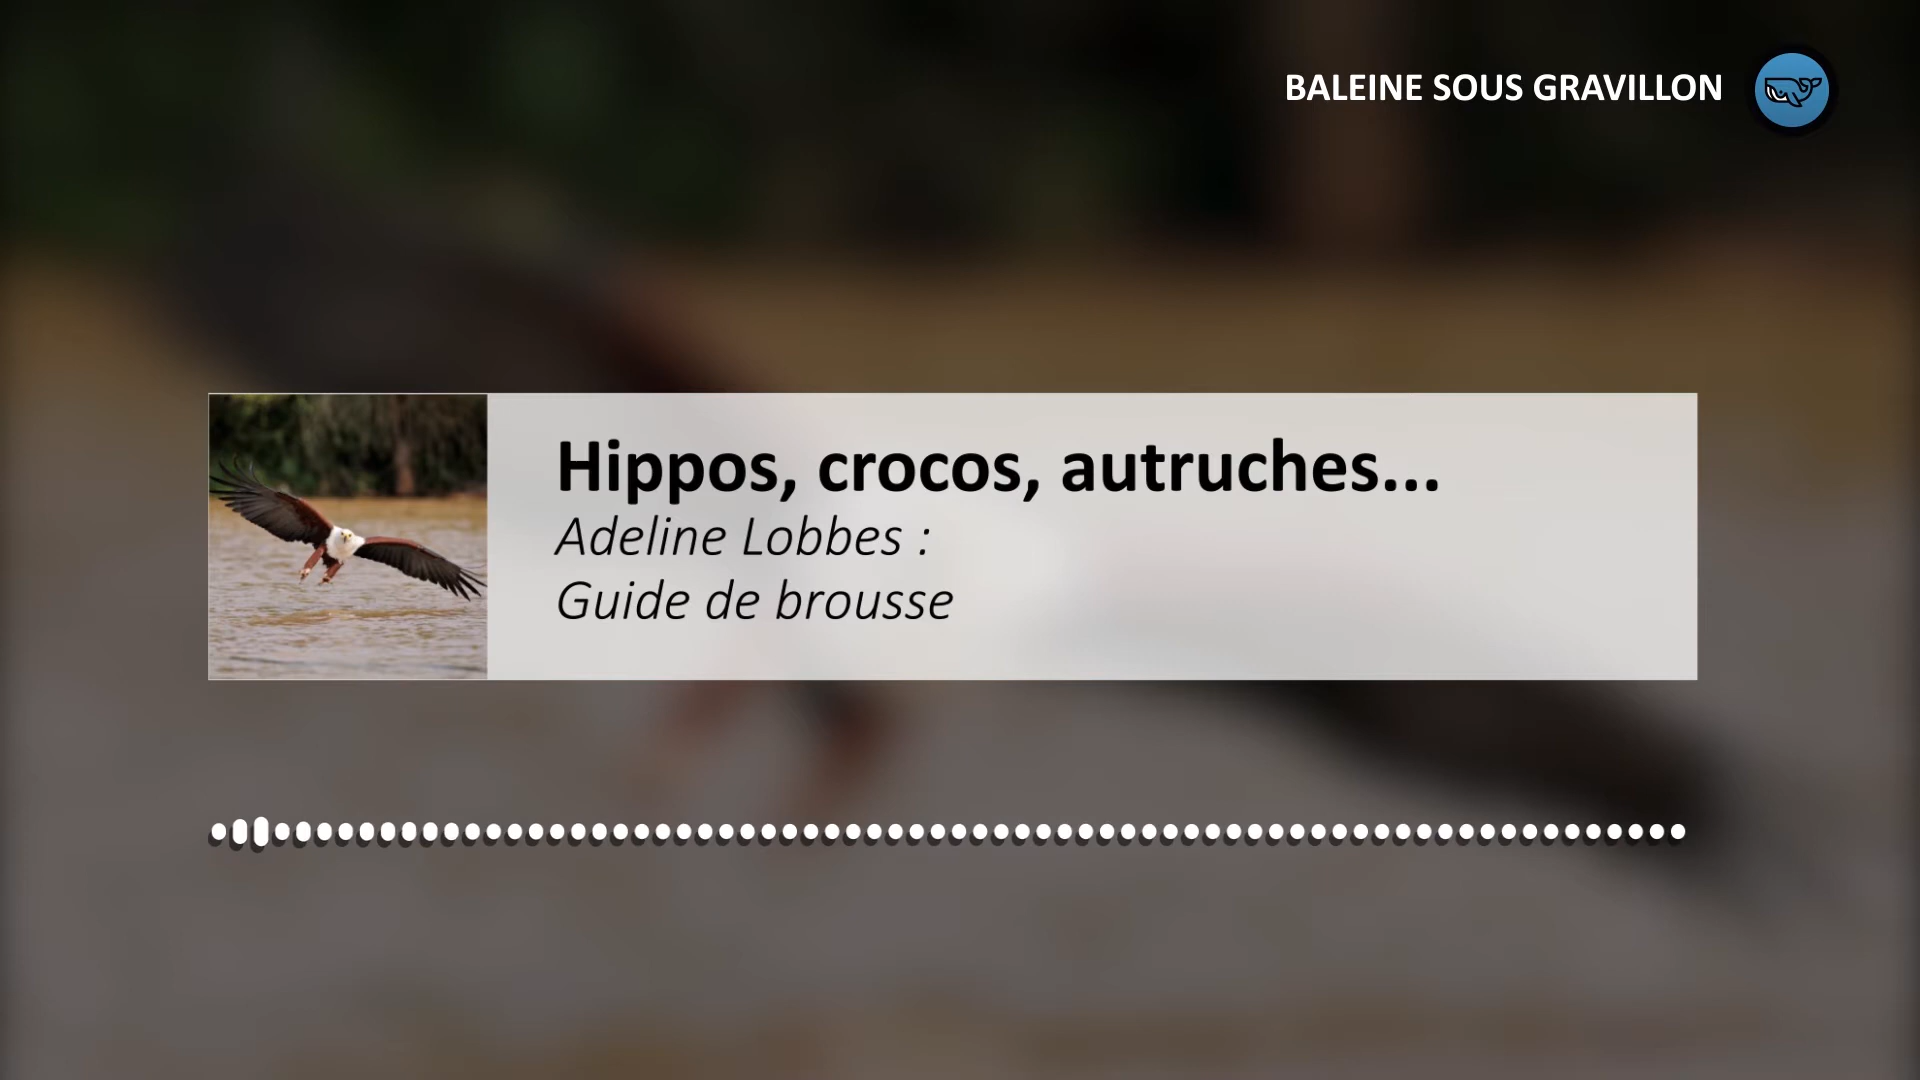 BALEINE SOUS GRAVILLON
Hippos, crocos, autruches...
Adeline Lobbes :
Guide de brousse